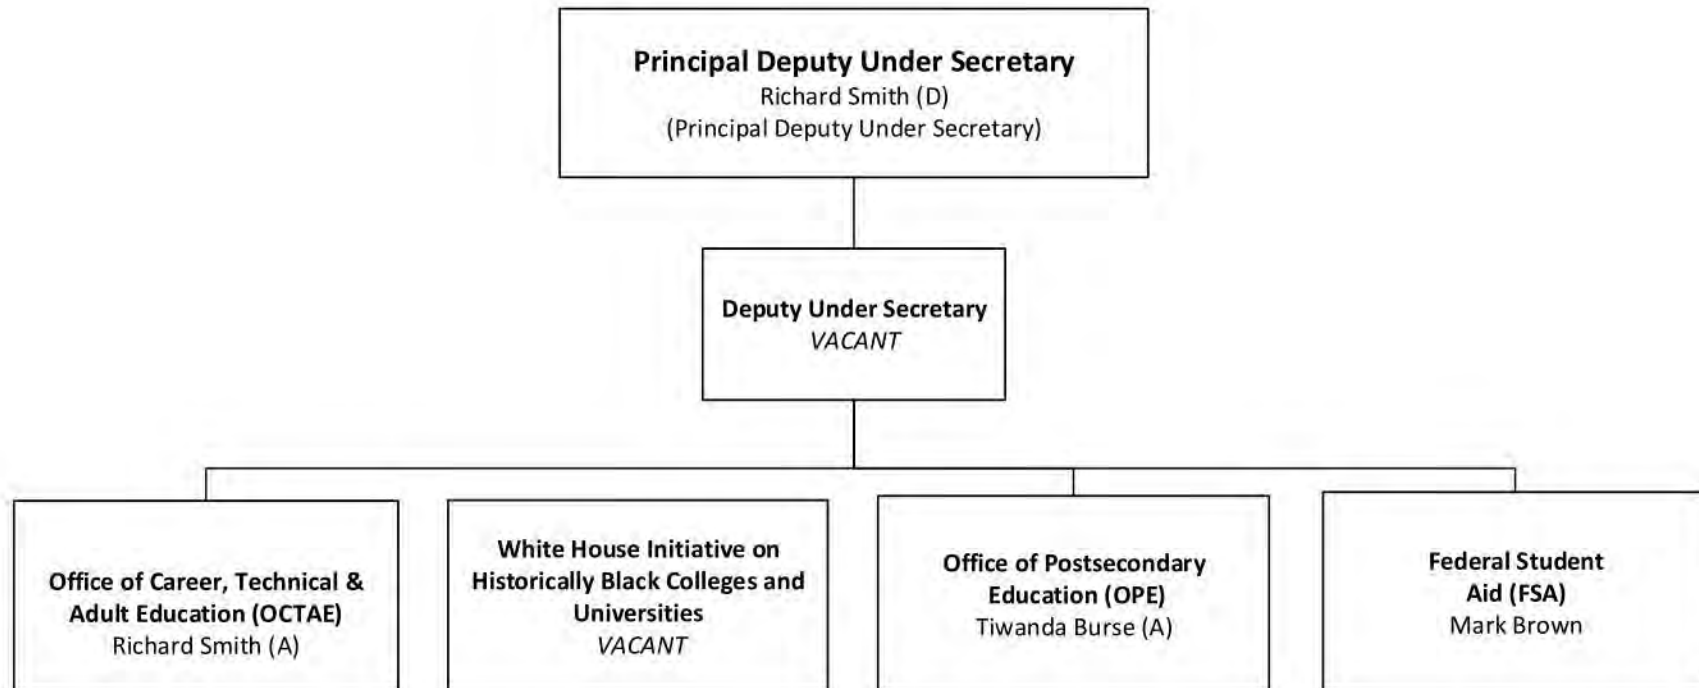 Principal Deputy Under Secretary
Richard Smith (D)
(Principal Deputy Under Secretary)
Deputy Under Secretary
VACANT
Office of Career, Technical &
Adult Education (OCTAE)
Richard Smith (A)
White House Initiative on
Historically Black Colleges and
Universities
VACANT
Office of Postsecondary
Education (OPE)
Tiwanda Burse (A)
Federal Student
Aid (FSA)
Mark Brown